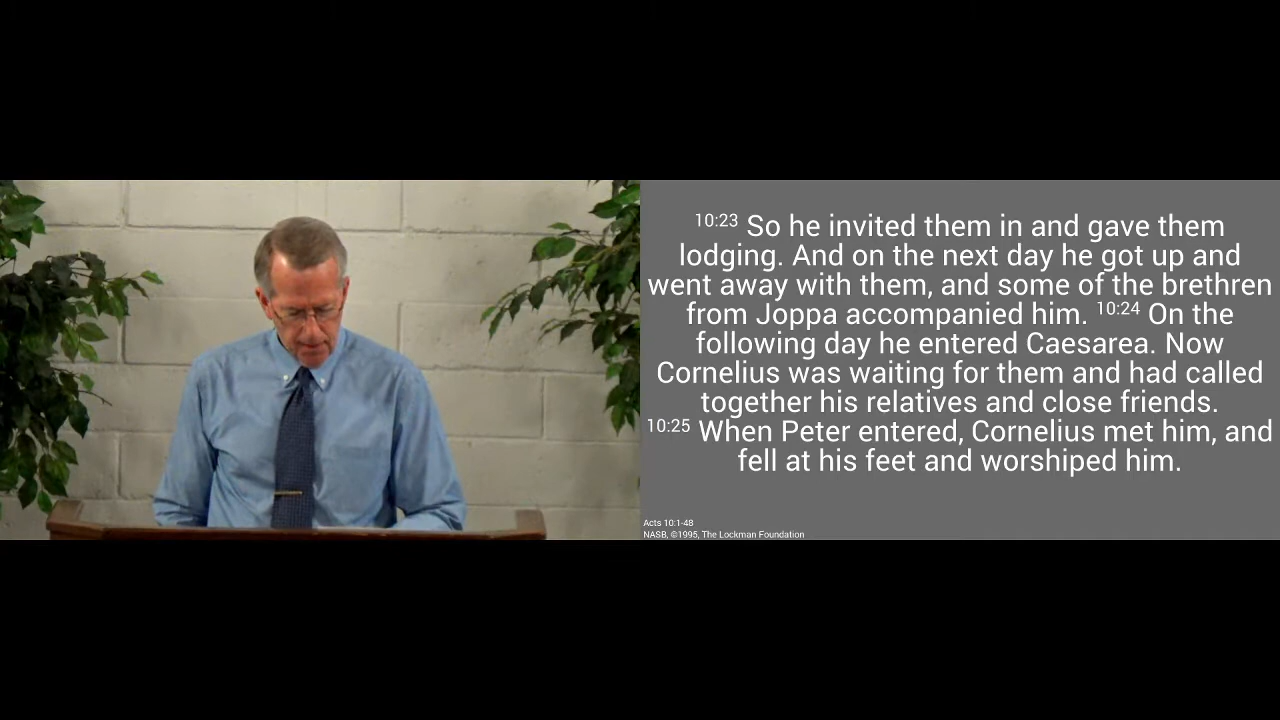 10:23 So he invited them in and gave them
lodging. And on the next day he got up and
went away with them, and some of the brethren
from Joppa accompanied him. 10:24 On the
following day he entered Caesarea. Now
Cornelius was waiting for them and had called
together his relatives and close friends.
10:25 When Peter entered, Cornelius met him, and
fell at his feet and worshiped him.
Acts 10:1-48
NASB, ©1995, The Lockman Foundation